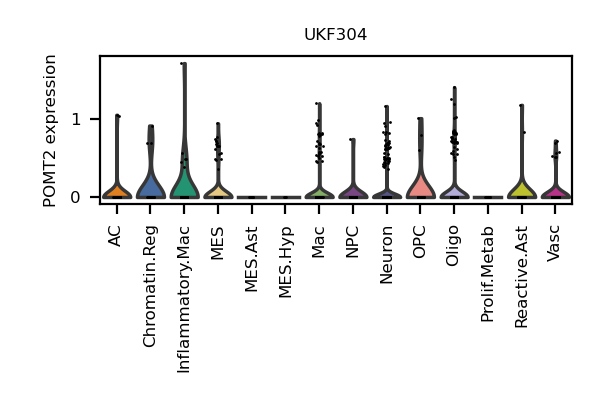 UKF304
POMT2 expression
1
0
AC
Chromatin.Reg
Inflammatory.Mac
MES
MES.Ast
MES.Hyp
Mac
NPC
Neuron
OPC
Oligo
Prolif.Metab
Reactive.Ast
Vasc